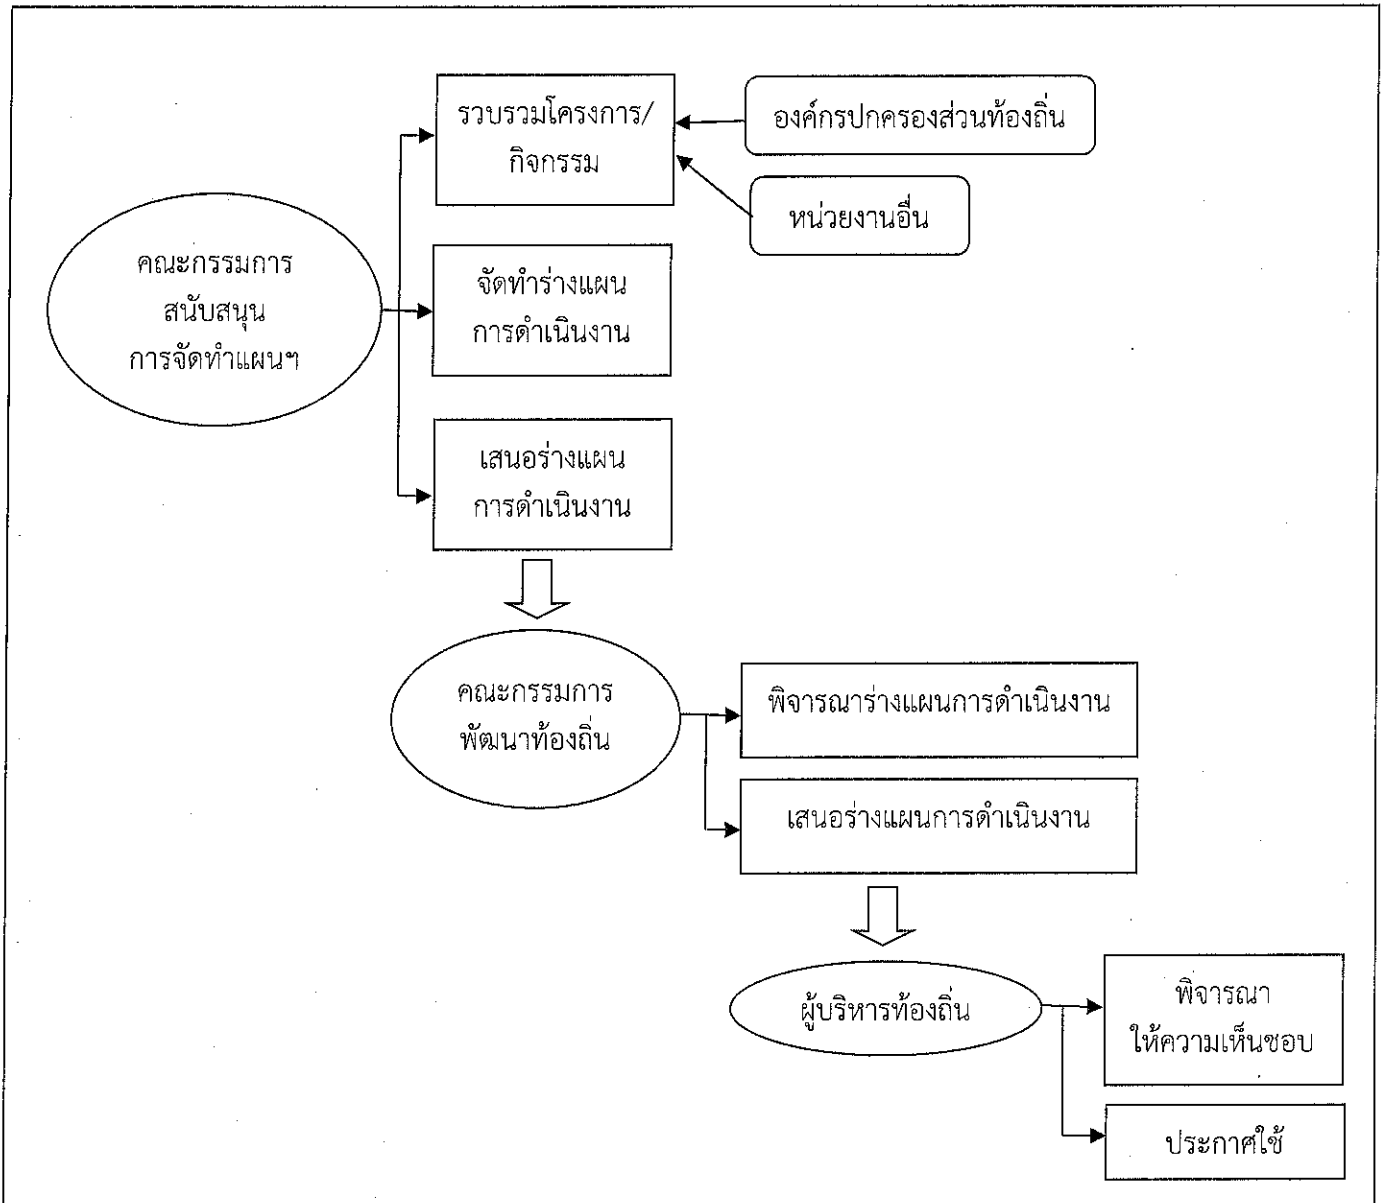 รวบรวมโครงการ/
กิจกรรม
องค์กรปกครองส่วนท้องถิ่น
หน่วยงานอื่น
คณะกรรมการ
สนับสนุน
การจัดทำแผนฯ
จัดทำร่างแผน
การดำเนินงาน
เสนอร่างแผน
การดำเนินงาน
คณะกรรมการ
พัฒนาท้องถิ่น
พิจารณาร่างแผนการดำเนินงาน
เสนอร่างแผนการดำเนินงาน
ผู้บริหารท้องถิ่น
พิจารณา
ให้ความเห็นชอบ
ประกาศใช้